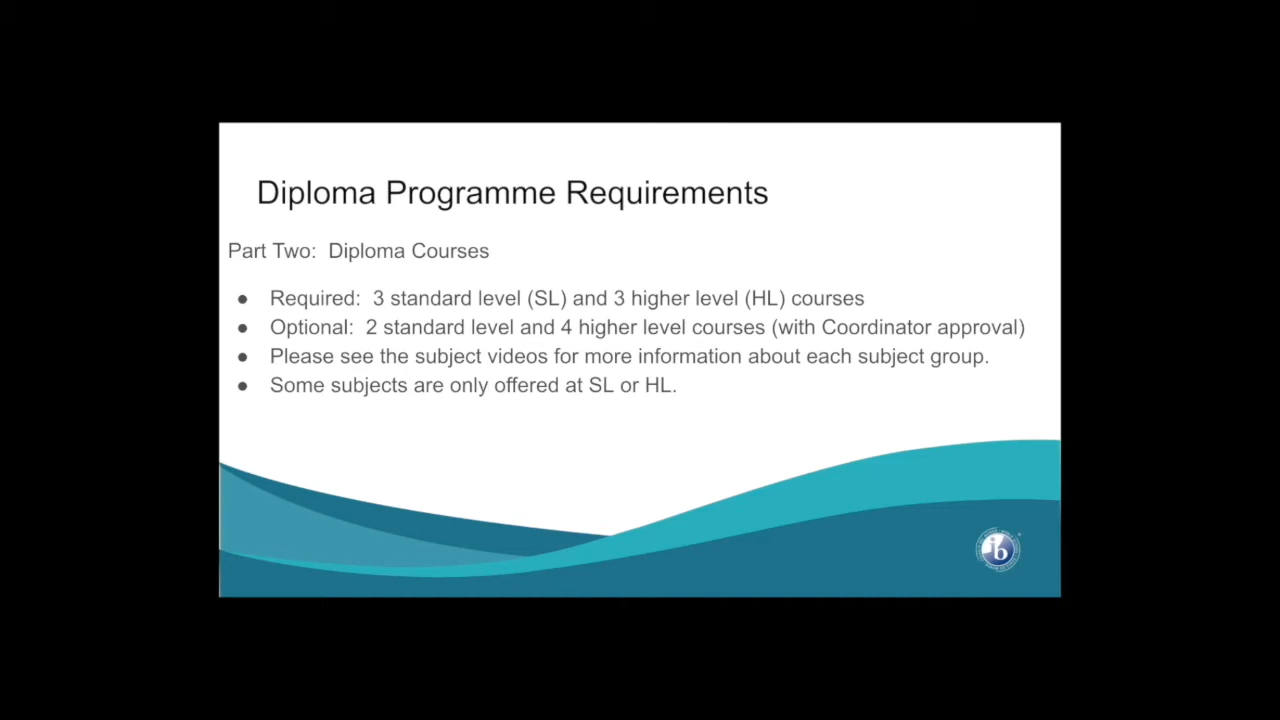 Diploma Programme Requirements
Part Two: Diploma Courses
● Required: 3 standard level (SL) and 3 higher level (HL) courses
● Optional: 2 standard level and 4 higher level courses (with Coordinator approval)
● Please see the subject videos for more information about each subject group.
● Some subjects are only offered at SL or HL.
ib